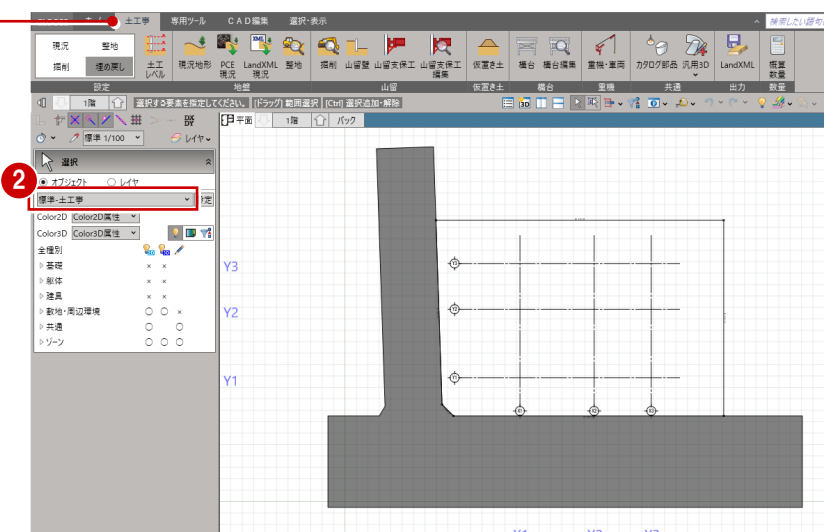 土工事 専用ツール CAD編集 選択・表示 検索したい語句
現況 整地 土工レベル 現況地形 PCE現況 LandXML現況 整地 掘削 山留壁 山留支保工 山留支保工編集 仮置き土 構台 構台編集 重機・車両 カタログ部品 汎用3D LandXML 概算数量
掘削 埋め戻し
設定 地盤 山留 仮置き土 構台 重機 共通 出力 数量
1階 選択する要素を指定してください。 [ドラッグ]範囲選択 [Ctrl]選択追加・解除
平面 1階 パック
標準 1/100 レイヤ
選択
2
オブジェクト レイヤ
標準-土工事
Color2D Color2D属性
Color3D Color3D属性
全種別
基礎 × ×
躯体 × ×
建具 × ×
敷地・周辺環境 ○ ○ ×
共通 ○ ○
ゾーン ○ ○ ○
Y3
Y2
Y1